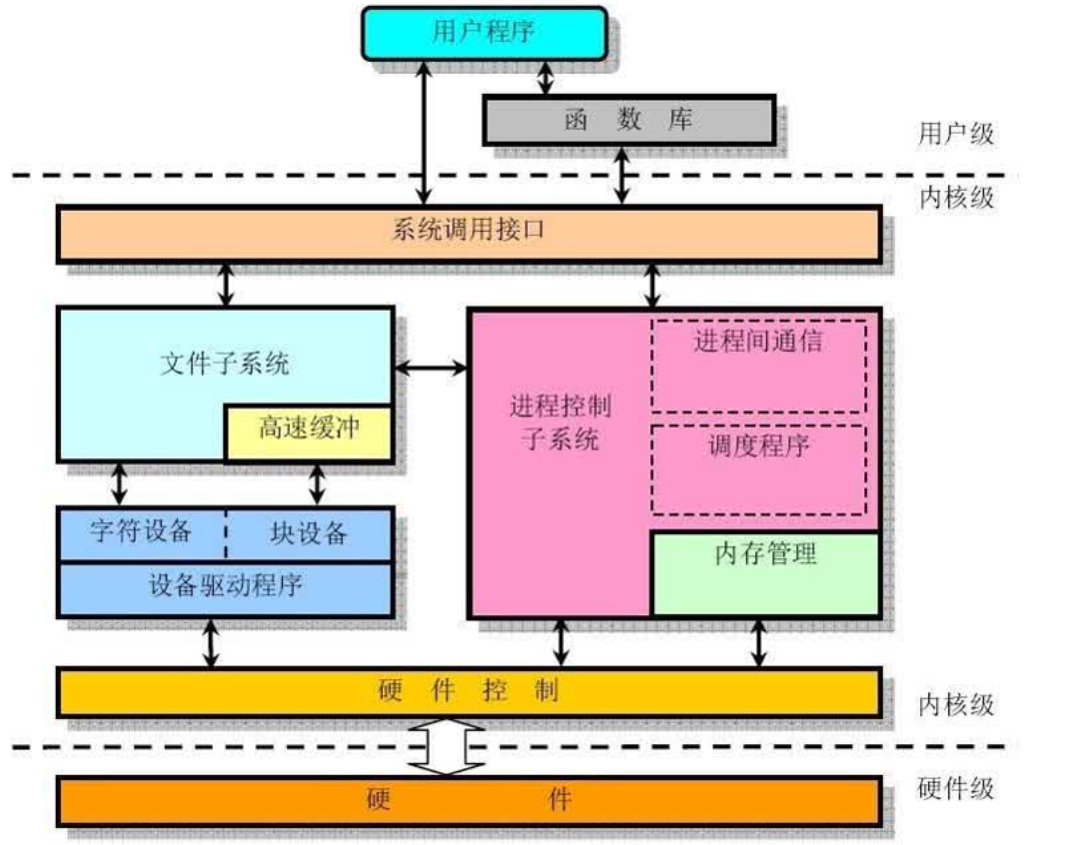 用户程序
函 数 库
用户级
内核级
系统调用接口
文件子系统
高速缓冲
进程控制
子系统
进程间通信
调度程序
内存管理
字符设备
块设备
设备驱动程序
硬 件 控 制
内核级
硬 件
硬件级